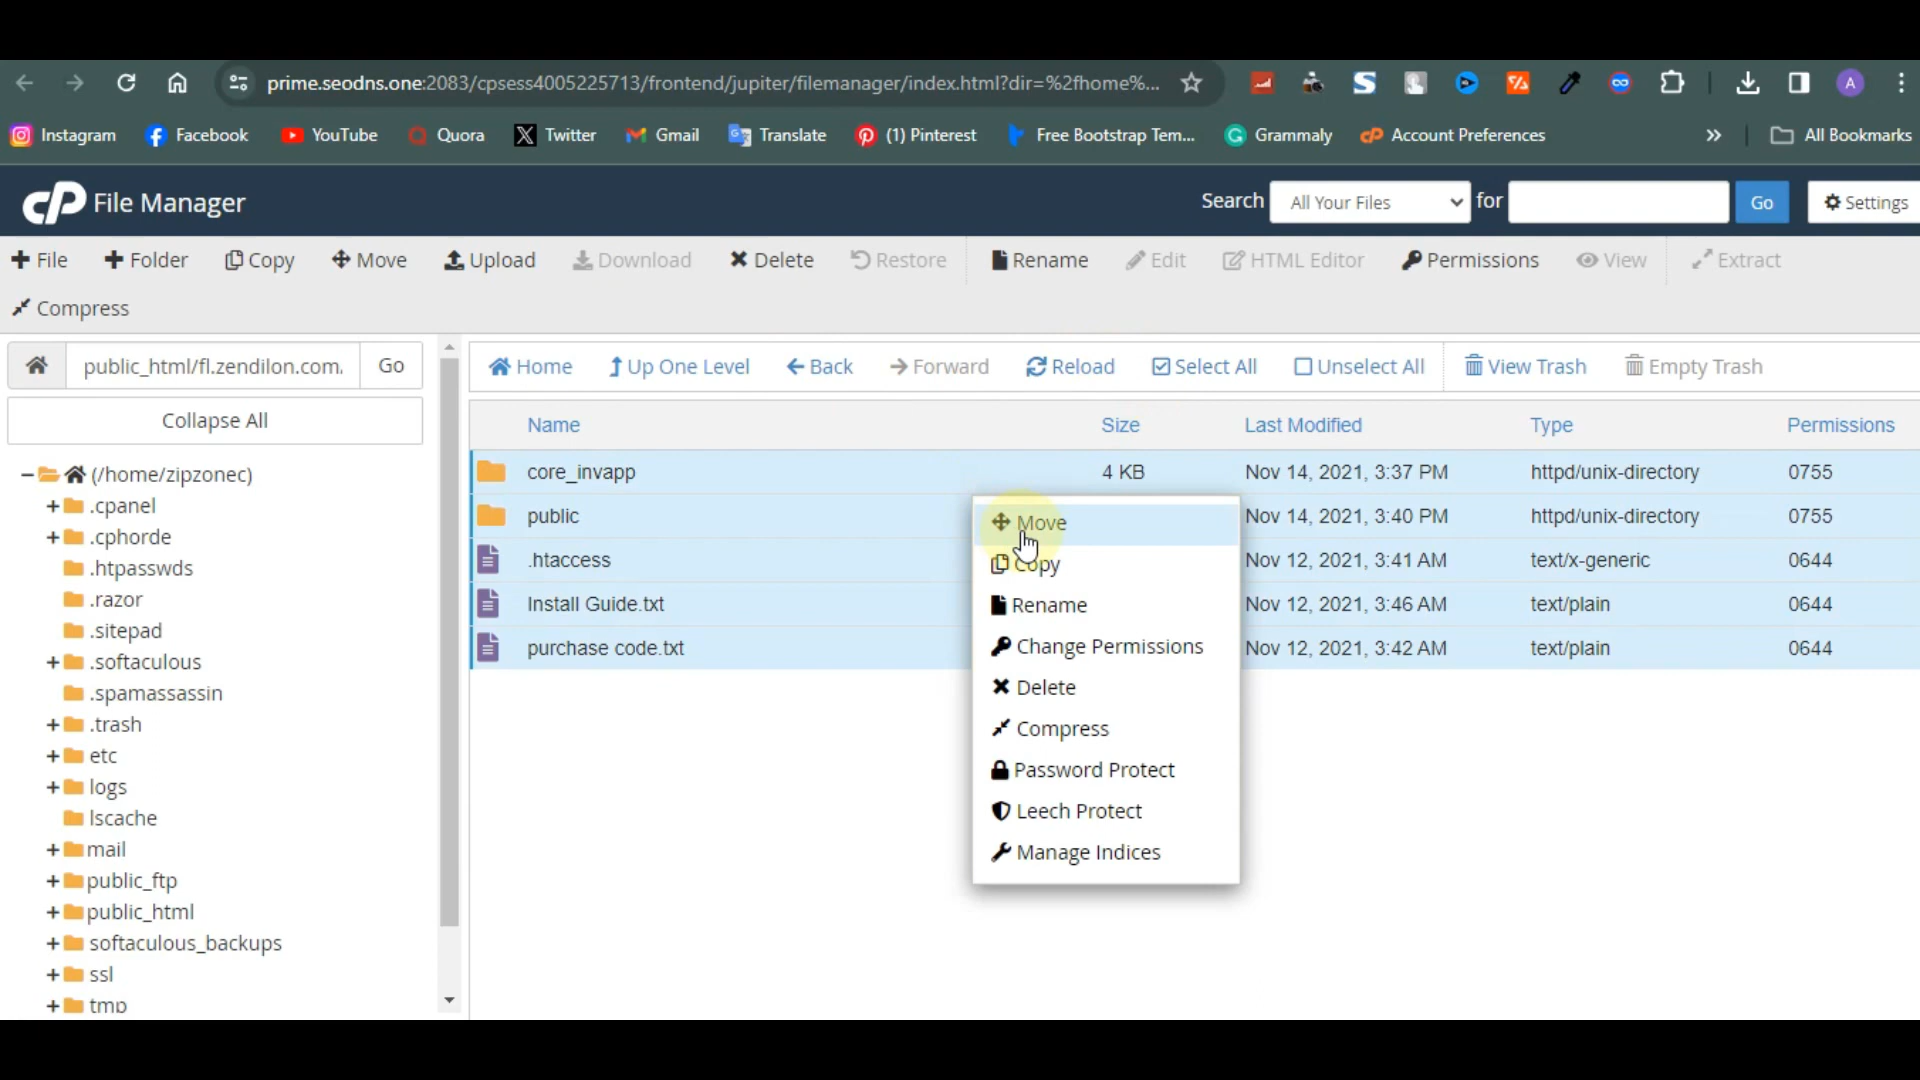 prime.seodns.one:2083/cpsess4005225713/frontend/jupiter/filemanager/index.html?dir=%2fhome%...
A
Instagram Facebook YouTube Quora Twitter Gmail Translate (1) Pinterest Free Bootstrap Tem... Grammaly Account Preferences » All Bookmarks
cP File Manager Search All Your Files for Go Settings
File Folder Copy Move Upload Download Delete Restore Rename Edit HTML Editor Permissions View Extract
Compress
public_html/fl.zendilon.com. Go Home Up One Level Back Forward Reload Select All Unselect All View Trash Empty Trash
Collapse All
Name Size Last Modified Type Permissions
core_invapp 4 KB Nov 14, 2021, 3:37 PM httpd/unix-directory 0755
public Nov 14, 2021, 3:40 PM httpd/unix-directory 0755
.htaccess Nov 12, 2021, 3:41 AM text/x-generic 0644
Install Guide.txt Nov 12, 2021, 3:46 AM text/plain 0644
purchase code.txt Nov 12, 2021, 3:42 AM text/plain 0644
Move
Copy
Rename
Change Permissions
Delete
Compress
Password Protect
Leech Protect
Manage Indices
(/home/zipzonec)
.cpanel
.cphorde
.htpasswds
.razor
.sitepad
.softaculous
.spamassassin
.trash
etc
logs
lscache
mail
public_ftp
public_html
softaculous_backups
ssl
tmp